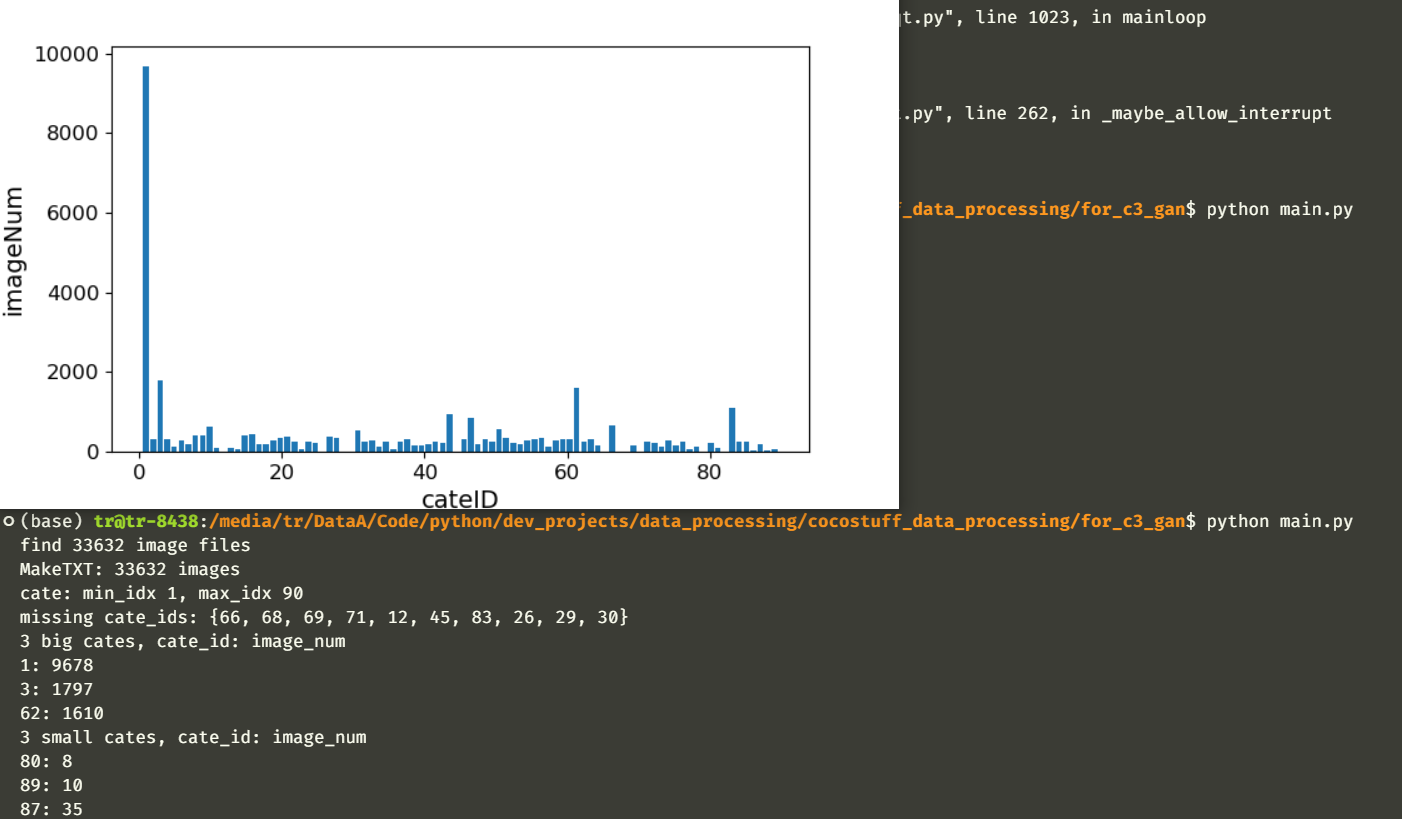 t.py", line 1023, in mainloop
.py", line 262, in _maybe_allow_interrupt
_data_processing/for_c3_gan$ python main.py
10000
8000
6000
4000
2000
0
imageNum
0 20 40 60 80
cateID
(base) tr@tr-8438:/media/tr/DataA/Code/python/dev_projects/data_processing/cocostuff_data_processing/for_c3_gan$ python main.py
find 33632 image files
MakeTXT: 33632 images
cate: min_idx 1, max_idx 90
missing cate_ids: {66, 68, 69, 71, 12, 45, 83, 26, 29, 30}
3 big cates, cate_id: image_num
1: 9678
3: 1797
62: 1610
3 small cates, cate_id: image_num
80: 8
89: 10
87: 35